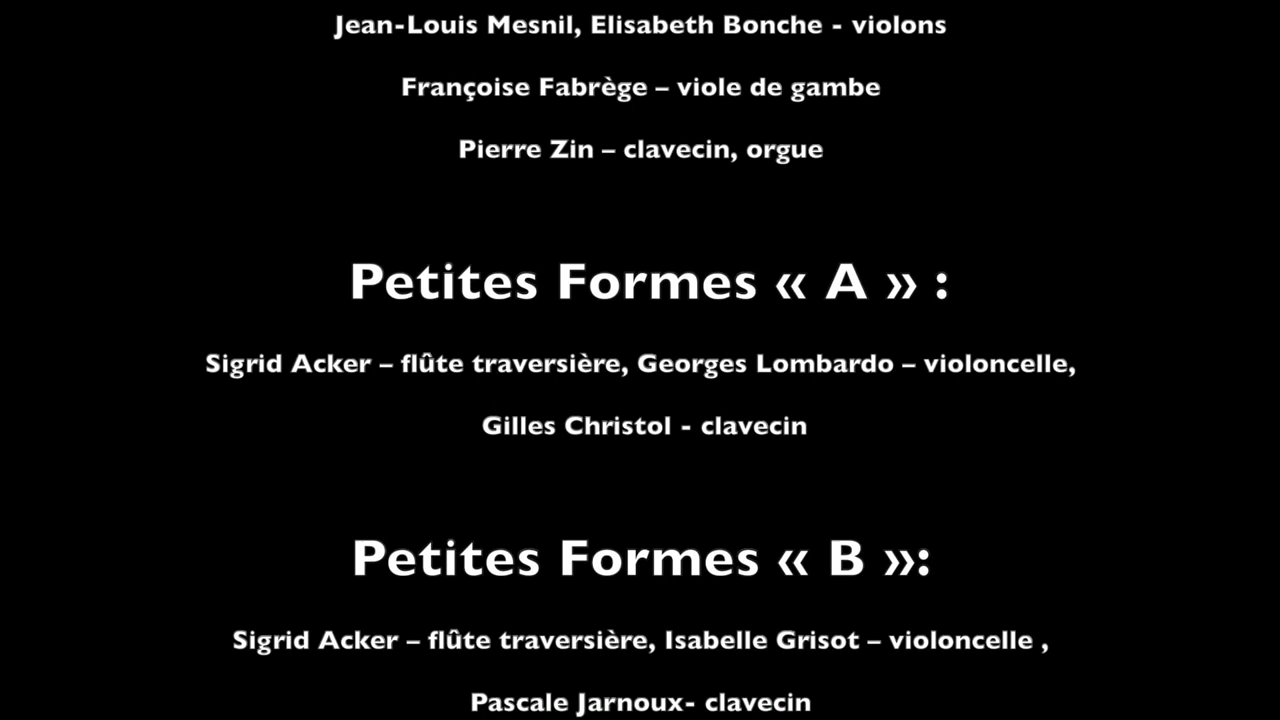 Jean-Louis Mesnil, Elisabeth Bonche - violons
Françoise Fabrège – viole de gambe
Pierre Zin – clavecin, orgue
Petites Formes « A » :
Sigrid Acker – flûte traversière, Georges Lombardo – violoncelle,
Gilles Christol - clavecin
Petites Formes « B »:
Sigrid Acker – flûte traversière, Isabelle Grisot – violoncelle ,
Pascale Jarnoux- clavecin